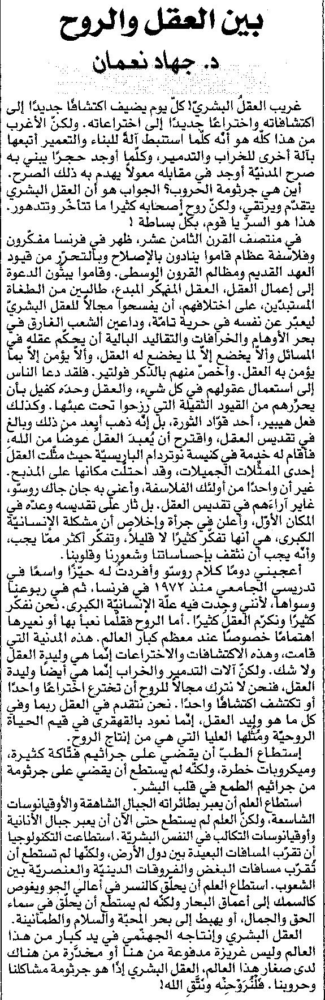 بين العقل والروح
د. جهاد نعمان
غريب العقلُ البشريّ! كلّ يوم يضيف اكتشافًا جديدًا إلى
اكتشافاته واختراعًا جديدًا إلى اختراعاته. ولكنّ الأغرب
من هذا كلّه هو أنّه كلّما استنبط آلةً للبناء والتعمير أتبعها
بآلة أخرى للخراب والتدمير، وكلّما أوجد حجرًا يبني به
صرح المدنيّة أوجد في مقابله معولاً يهدم به ذلك الصرح.
أين هي جرثومة الحروب؟ الجواب هو أن العقل البشري
يتقدّم ويرتقي، ولكنّ روح أصحابه كثيرا ما تتأخّر وتتدهور.
هذا هو السرّ يا قوم، بكلّ بساطة !
في منتصف القرن الثامن عشر، ظهر في فرنسا مفكّرون
وفلاسفة عظام قاموا ينادون بالإصلاح وبالتحرّر من قيود
العهد القديم ومظالم القرون الوسطى. وقاموا يبثّون الدعوة
إلى إعمال العقل، العقل المفكّر المبدع، طالبين من الطغاة
المستبدّين، على اختلافهم، أن يفسحوا مجالاً للعقل البشريّ
ليعبّر عن نفسه في حرية تامّة، وداعين الشعب الغارق في
بحر الأوهام والخرافات والتقاليد البالية أن يحكّم عقله في
المسائل وألاّ يخضع إلاّ لما يخضع له العقل، وألاّ يؤمن إلاّ بما
يؤمن به العقل. وأخصّ منهم بالذكر فولتير. فلقد دعا الناس
إلى استعمال عقولهم في كل شيء، والعقل وحده كفيل بأن
يحرّرهم من القيود الثقيلة التي رزحوا تحت عبئها. وكذلك
فعل هيبير، أحد قوّاد الثورة، بل إنّه ذهب أبعد من ذلك وبالغ
في تقديس العقل، واقترح أن يُعبدَ العقل عوضًا من الله،
فأقام له خدمة في كنيسة نوتردام الباريسيّة حيث مثّلت العقلَ
إحدى الممثّلات الجميلات، وقد احتلّت مكانها على المذبح.
غير أن واحدًا من أولئك الفلاسفة، وأعني به جان جاك روسّو،
غاير آراءَهم في تقديس العقل. بل ثار على تقديسه وعدّه في
المكان الأوّل، وأعلن في جرأة وإخلاص أن مشكلة الإنسانيّة
الكبرى، هي أنها تفكّر كثيرًا لا قليلاً، وتفكّر أكثر ممّا يجب،
وأنّه يجب أن نثقف بإحساساتنا وشعورنا وقلوبنا.
أعجبني دومًا كلام روسّو وأفردتُ له حيّزًا واسعًا في
تدريسي الجامعي منذ ١٩٧٢ في فرنسا، ثم في ربوعنا
وسواها، لأنني وجدت فيه علّة الإنسانيّة الكبرى. نحن نفكّر
كثيرًا ونكرّم العقل كثيرًا. أما الروح فقلّما نعبأ بها أو نعيرها
اهتمامًا خصوصًا عند معظم كبار العالم. هذه المدنية التي
قامت، وهذه الاكتشافات والاختراعات إنّما هي وليدة العقل
ولا شك. ولكنّ آلات التدمير والخراب إنّما هي أيضًا وليدة
العقل، فنحن لا نترك مجالاً للروح أن تخترع اختراعًا واحدًا
أو تكتشف اكتشافًا واحدًا. نحن نتقدم في العقل ربما وفي
كل ما هو وليد العقل، إنّما نعود بالقهقرى في قيم الحياة
الروحيّة ومُثُلها العليا التي هي من إنتاج الروح.
إستطاع الطبّ أن يقضي على جراثيم فتّاكة كثيرة،
وميكروبات خطرة، ولكنّه لم يستطع أن يقضي على جرثومة
من جراثيم الطمع في قلب البشر.
استطاع العلم أن يعبر بطائراته الجبال الشاهقة والأوقيانوسات
الشاسعة، ولكنّ العلم لم يستطع حتى الآن أن يعبر جبال الأنانية
وأوقيانوسات التكالب في النفس البشريّة. استطاعت التكنولوجيا
أن تقرّب المسافات البعيدة بين دول الأرض، ولكنّها لم تستطع أن
تُقرّب مسافات البغض والفروقات الدينيّة والعنصريّة بين
الشعوب. استطاع العلم أن يحلّق كالنسر في أعالي الجو ويغوص
كالسمك إلى أعماق البحار ولكنّه لم يستطع أن يحلّق في سماء
الحق والجمال، أو يهبط إلى بحر المحبّة والسلام والطمأنينة.
العقل البشري وإنتاجه الجهنّمي في يد كبار من هذا
العالم وليس غريزة مدفوعة من هنا أو مخدّرة من هناك
لدى صغار هذا العالم، العقل البشري إذًا هو جرثومة مشاكلنا
وحروبنا. فَلْنُرَوْحِنْه ونَتَّقِ الله!